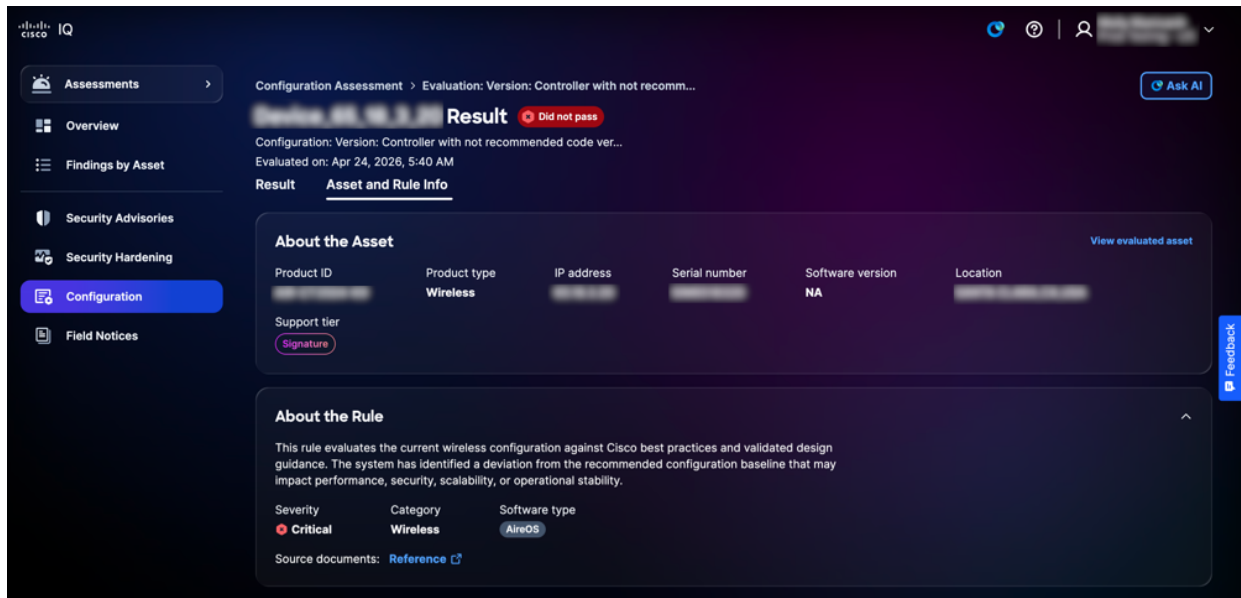 cisco IQ
Assessments
Overview
Findings by Asset
Security Advisories
Security Hardening
Configuration
Field Notices
Configuration Assessment > Evaluation: Version: Controller with not recomm...
Ask AI
Result Did not pass
Configuration: Version: Controller with not recommended code ver...
Evaluated on: Apr 24, 2026, 5:40 AM
Result Asset and Rule Info
About the Asset View evaluated asset
Product ID Product type IP address Serial number Software version Location
Wireless NA
Support tier
Signature
About the Rule
This rule evaluates the current wireless configuration against Cisco best practices and validated design
guidance. The system has identified a deviation from the recommended configuration baseline that may
impact performance, security, scalability, or operational stability.
Severity Category Software type
Critical Wireless AireOS
Source documents: Reference
Feedback